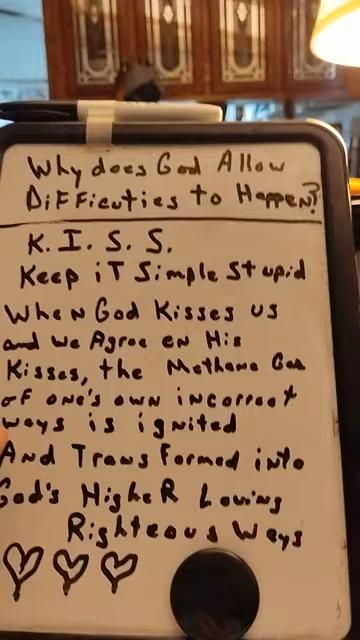 Why does God Allow
Difficuties to Happen?
K. I. S. S.
Keep iT Simple Stupid
When God Kisses us
and we Agree en His
Kisses, the Methane Gas
of one's own incorrect
ways is ignited
And Transformed into
God's Higher Loving
Righteous Ways